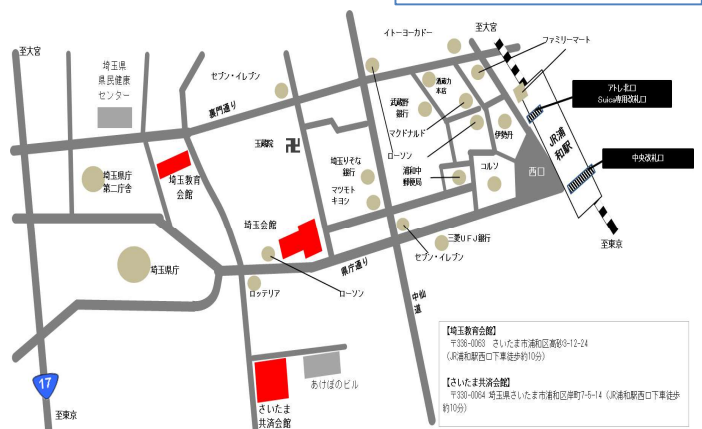 至大宮
イトーヨーカドー
至大宮
ファミリーマート
埼玉県
県民健康
センター
セブン・イレブン
酒蔵力
本店
アトレ北口
Suica専用改札口
裏門通り
武蔵野
銀行
マクドナルド
伊勢丹
JR浦和駅
玉蔵院
卍
埼玉りそな
銀行
ローソン
中央改札口
埼玉県庁
第二庁舎
埼玉教育
会館
マツモト
キヨシ
浦和中
郵便局
コルソ
西口
埼玉会館
三菱UFJ銀行
至東京
セブン・イレブン
埼玉県庁
県庁通り
ロッテリア
ローソン
中山道
【埼玉教育会館】
〒336-0063 さいたま市浦和区高砂3-12-24
(JR浦和駅西口下車徒歩約10分)
【さいたま共済会館】
〒330-0064 埼玉県さいたま市浦和区岸町7-5-14 (JR浦和駅西口下車徒歩
約10分)
17
至東京
あけぼのビル
さいたま
共済会館